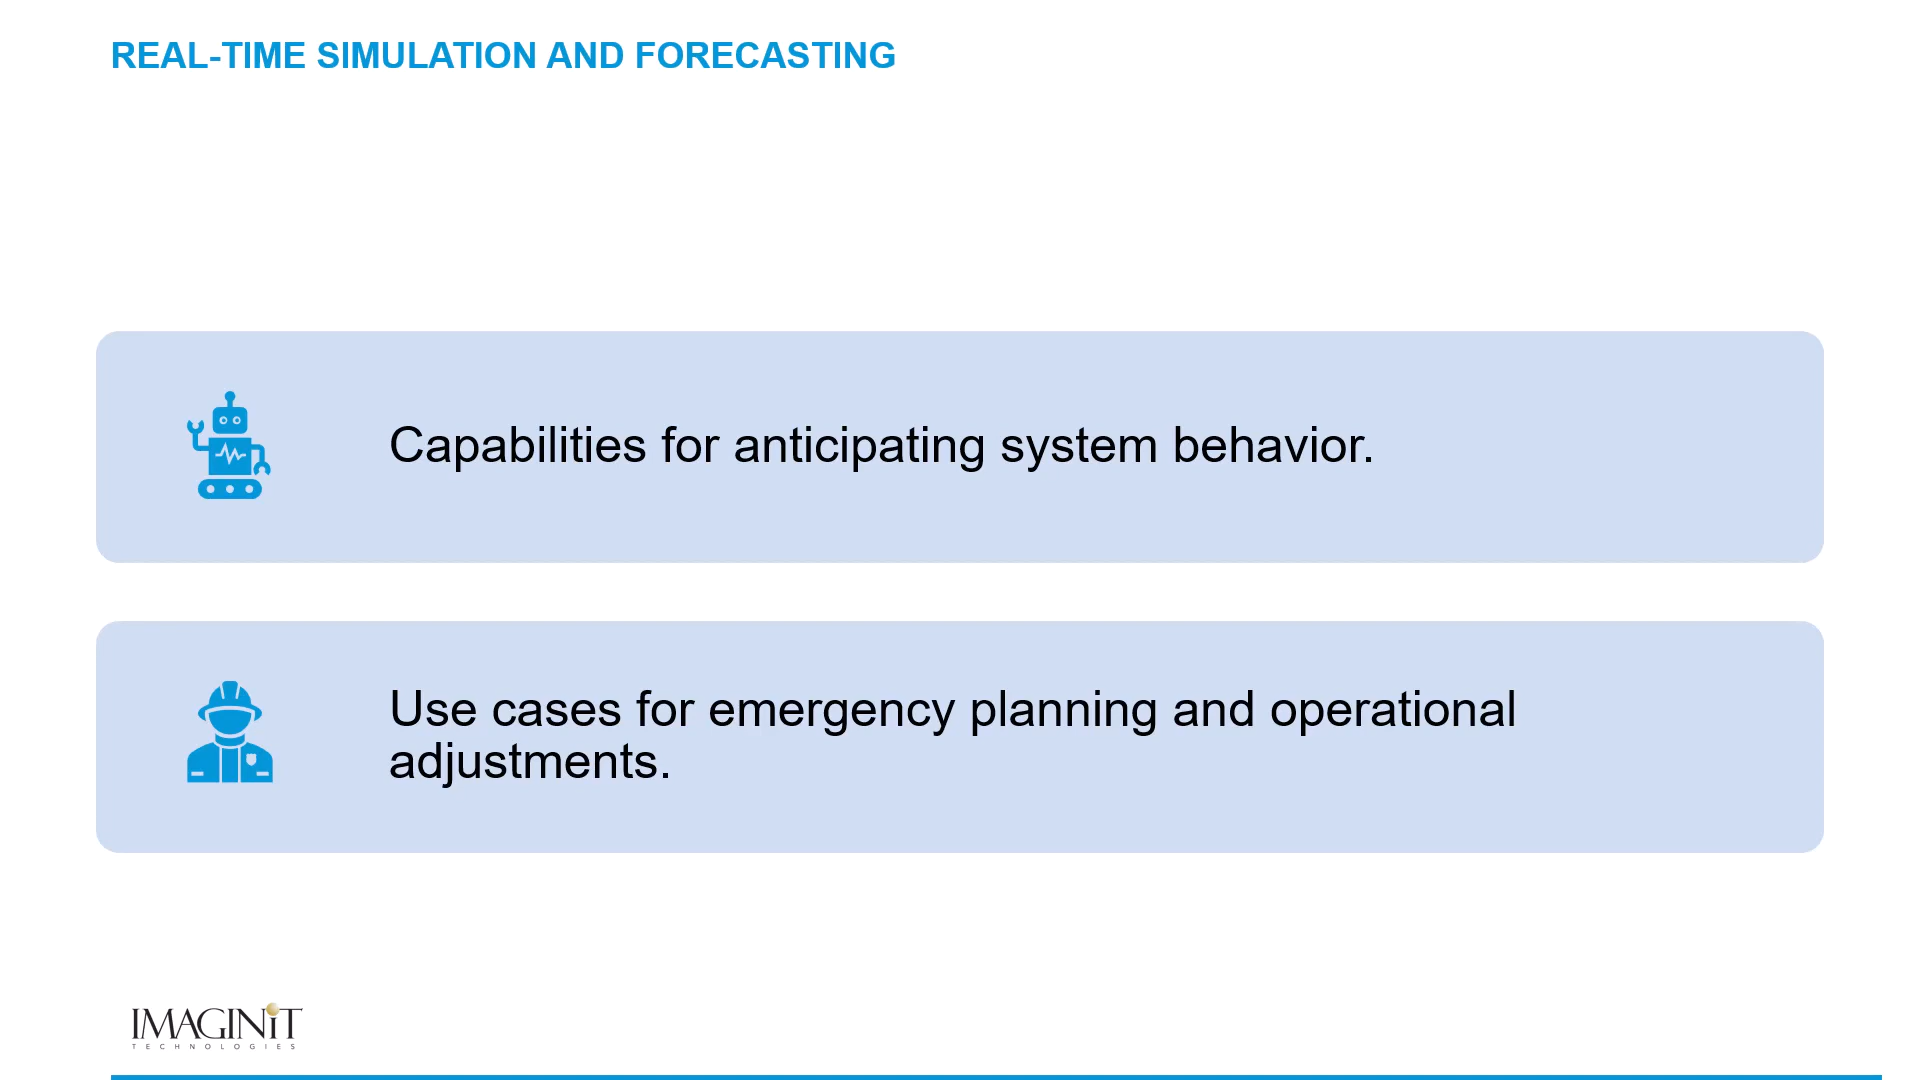 REAL-TIME SIMULATION AND FORECASTING
Capabilities for anticipating system behavior.
Use cases for emergency planning and operational
adjustments.
IMAGINiT
TECHNOLOGIES